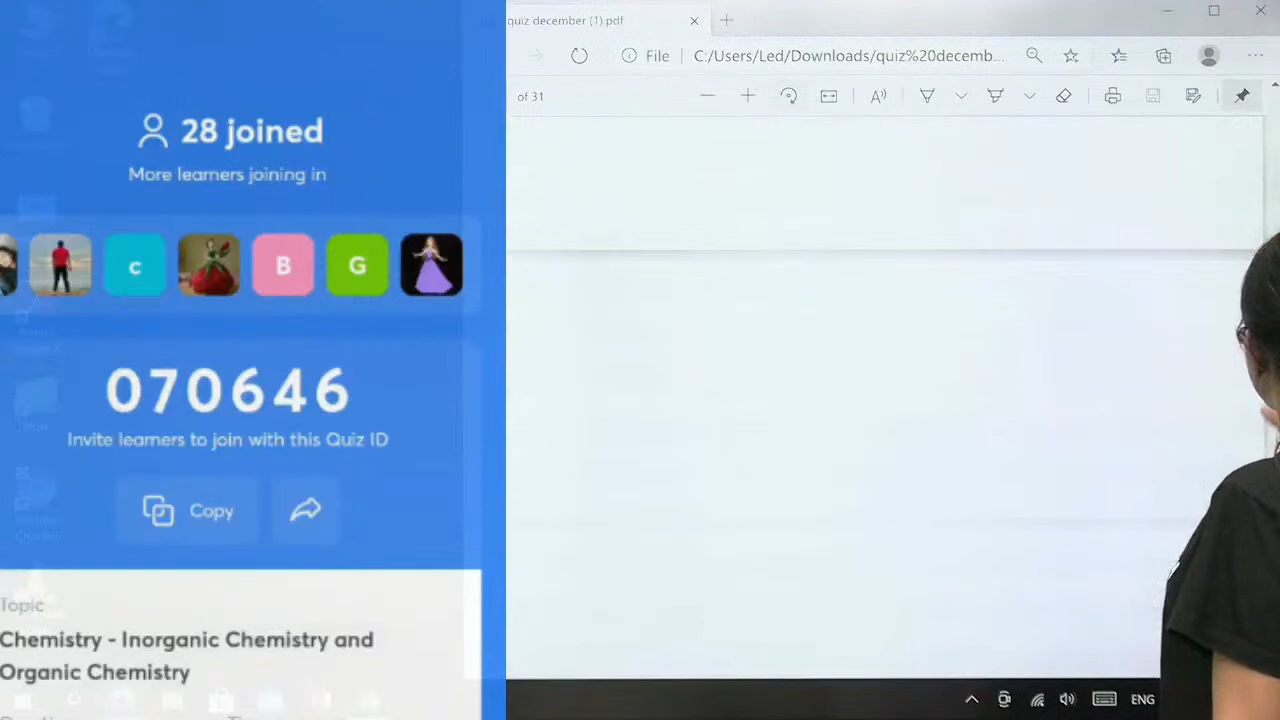 28 joined
More learners joining in
c
B
G
070646
Invite learners to join with this Quiz ID
Copy
Topic
Chemistry - Inorganic Chemistry and
Organic Chemistry
quiz december (1).pdf
File
C:/Users/Led/Downloads/quiz%20decemb...
of 31
ENG